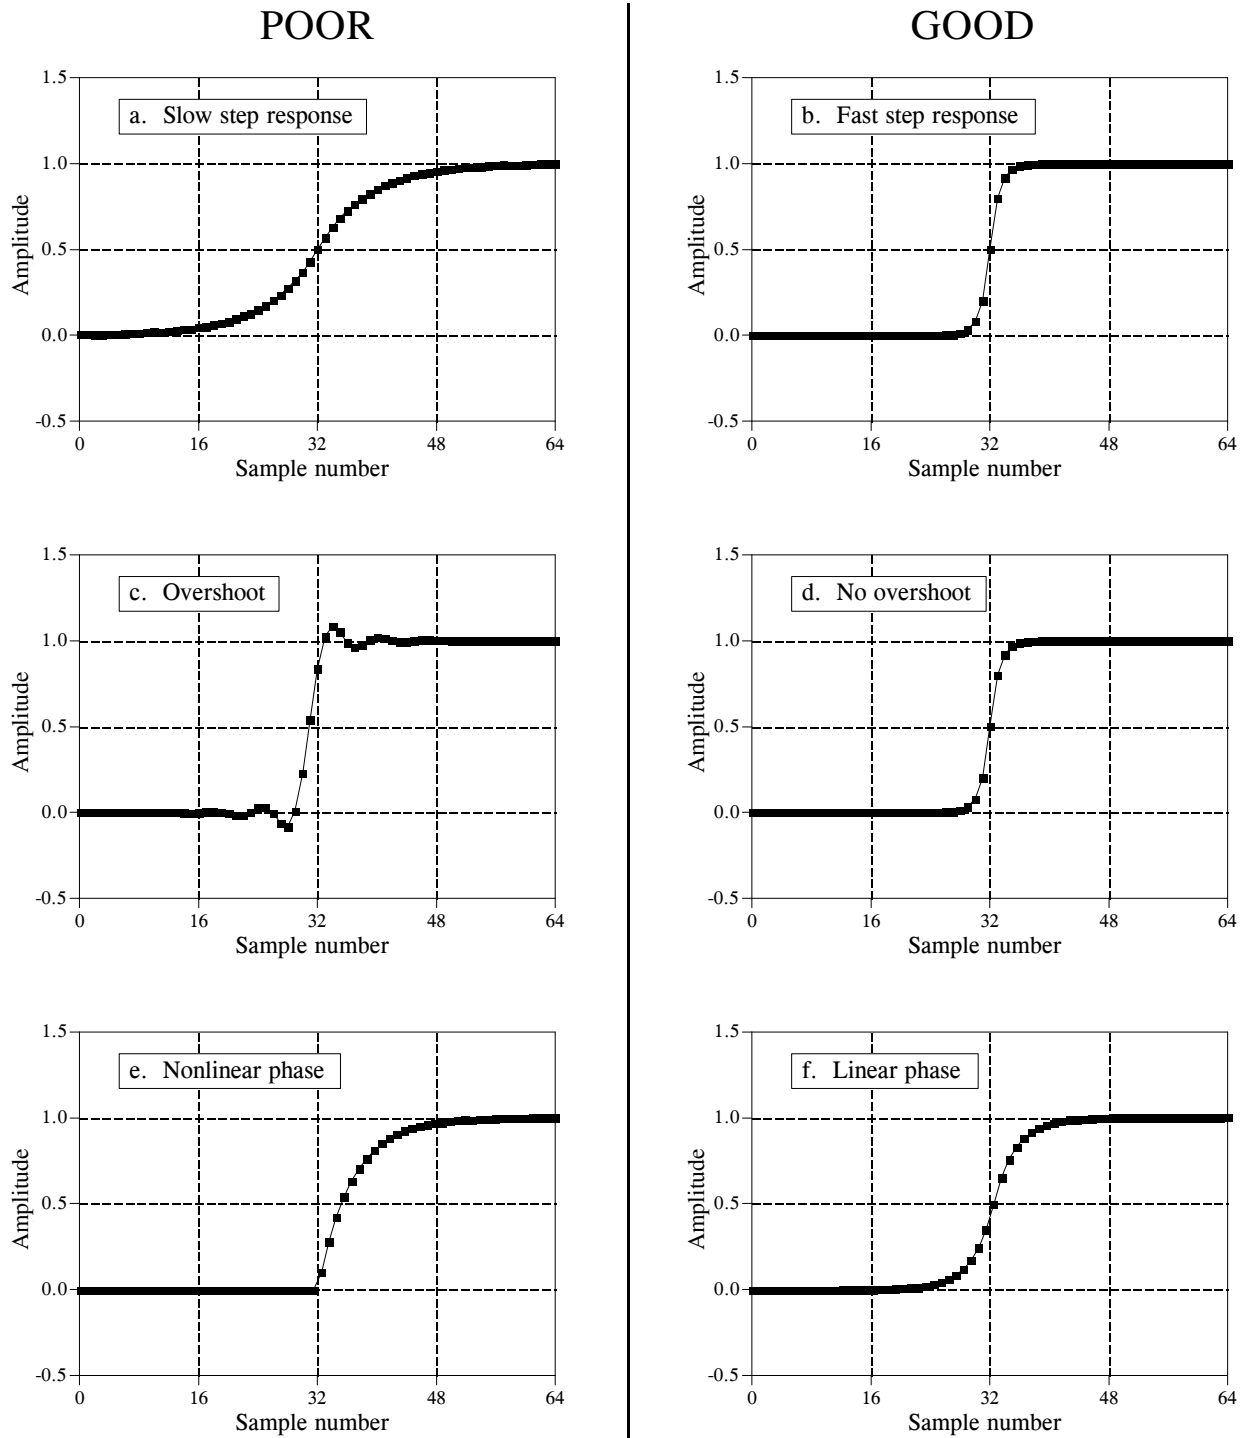 POOR
GOOD
a. Slow step response
1.5
1.0
0.5
0.0
-0.5
Amplitude
0 16 32 48 64
Sample number
b. Fast step response
1.5
1.0
0.5
0.0
-0.5
Amplitude
0 16 32 48 64
Sample number
c. Overshoot
1.5
1.0
0.5
0.0
-0.5
Amplitude
0 16 32 48 64
Sample number
d. No overshoot
1.5
1.0
0.5
0.0
-0.5
Amplitude
0 16 32 48 64
Sample number
e. Nonlinear phase
1.5
1.0
0.5
0.0
-0.5
Amplitude
0 16 32 48 64
Sample number
f. Linear phase
1.5
1.0
0.5
0.0
-0.5
Amplitude
0 16 32 48 64
Sample number